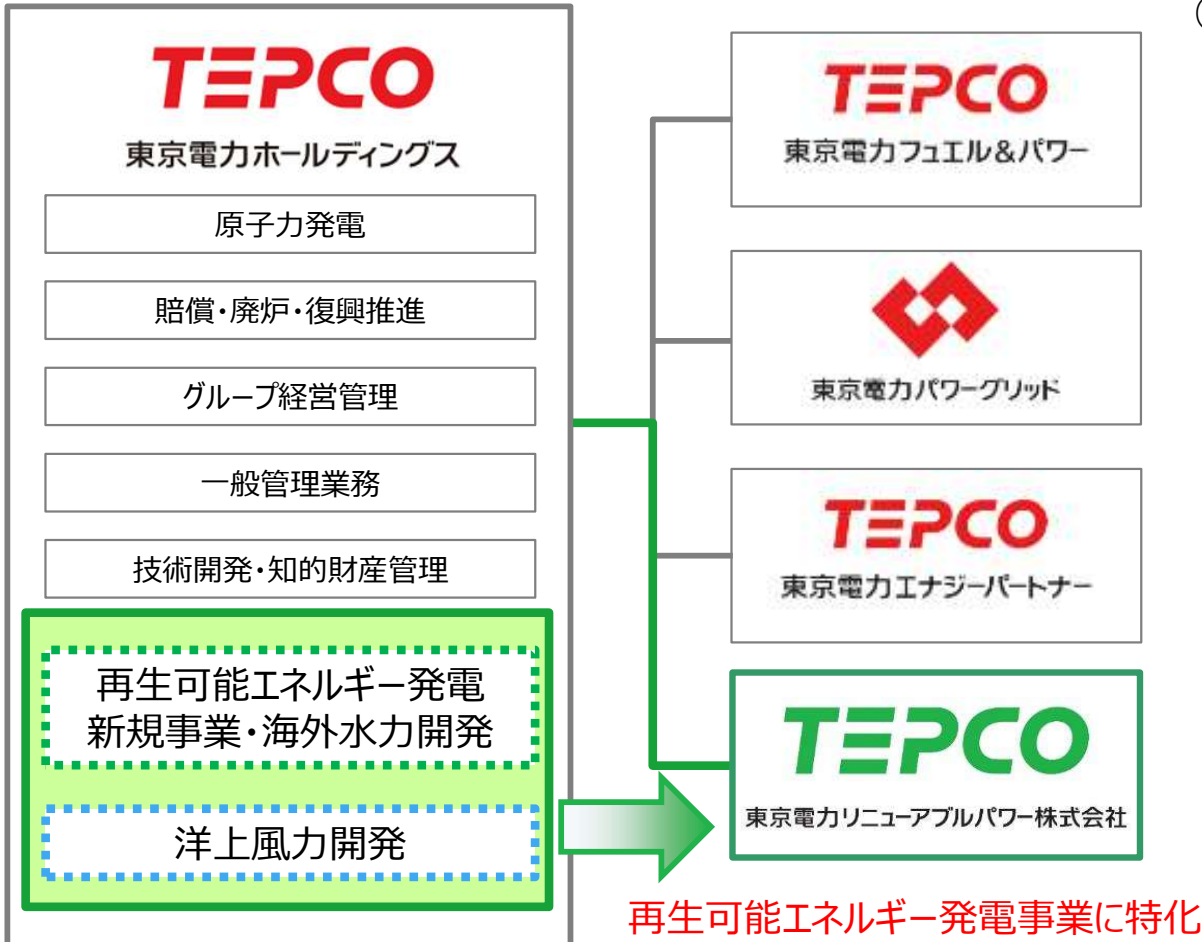 TEPCO
東京電力ホールディングス
原子力発電
賠償・廃炉・復興推進
グループ経営管理
一般管理業務
技術開発・知的財産管理
再生可能エネルギー発電
新規事業・海外水力開発
洋上風力開発
TEPCO
東京電力フュエル&パワー
東京電力パワーグリッド
TEPCO
東京電力エナジーパートナー
TEPCO
東京電力リニューアブルパワー株式会社
再生可能エネルギー発電事業に特化